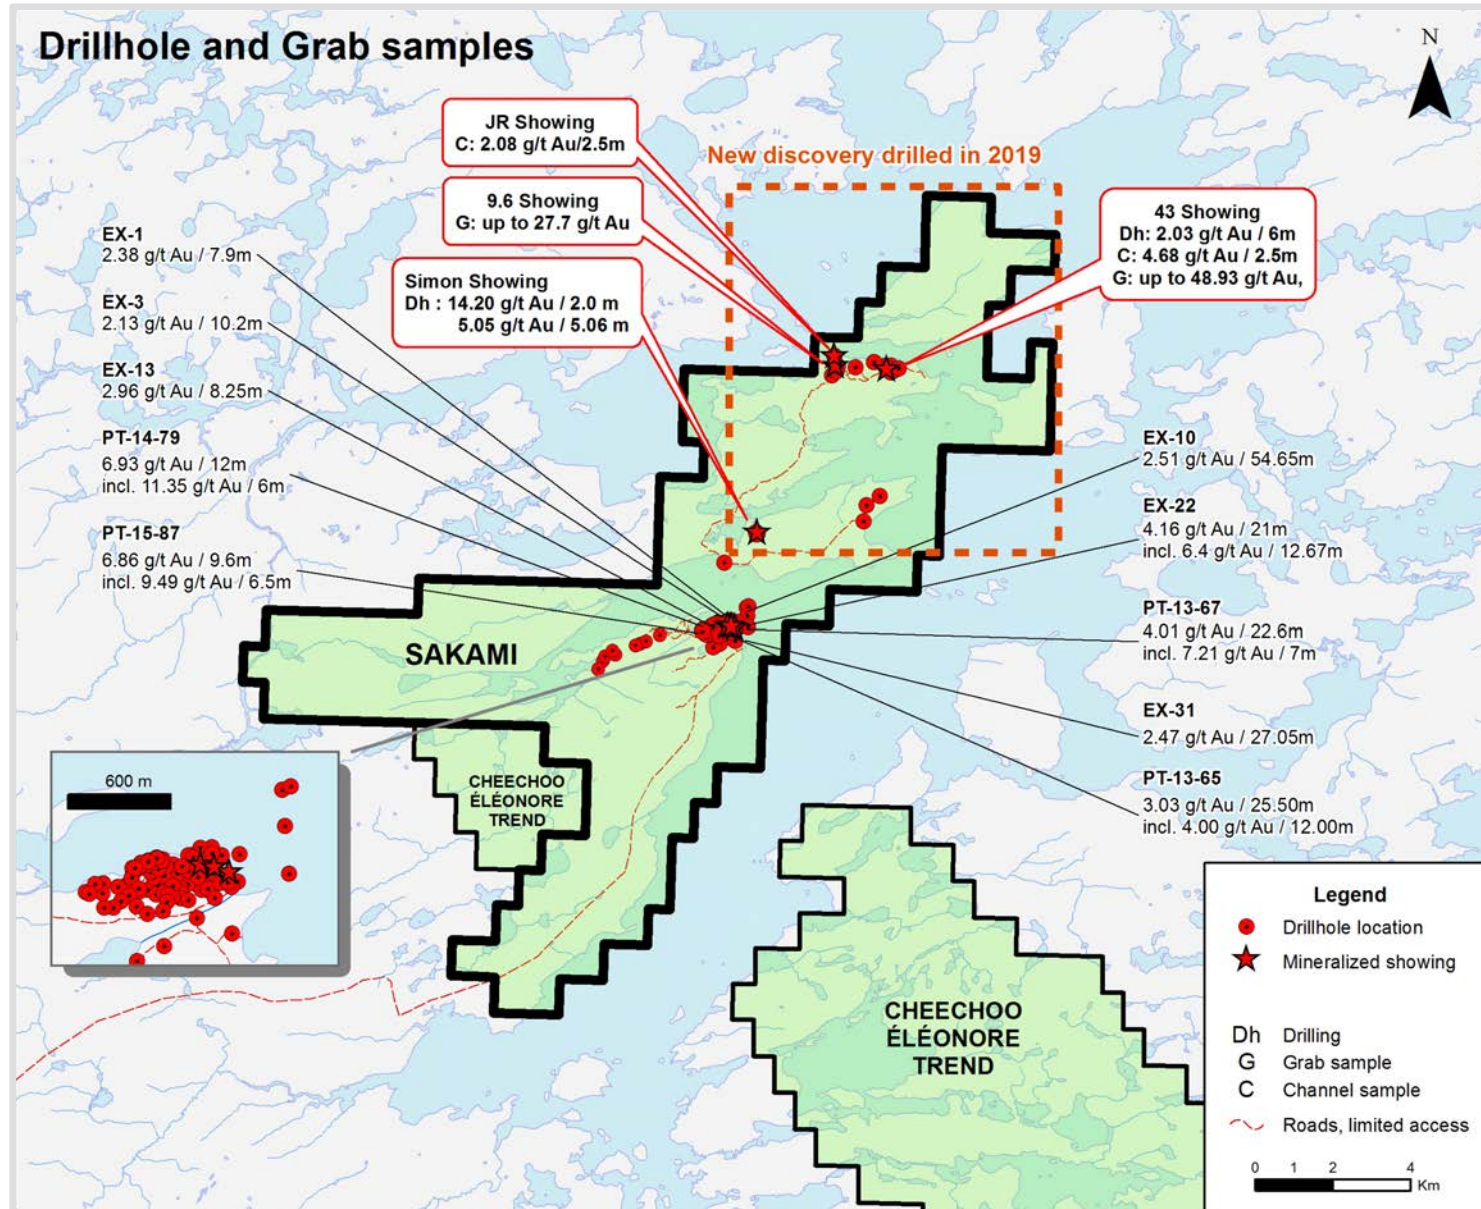 Drillhole and Grab samples
N
JR Showing
C: 2.08 g/t Au/2.5m
New discovery drilled in 2019
9.6 Showing
G: up to 27.7 g/t Au
43 Showing
Dh: 2.03 g/t Au / 6m
C: 4.68 g/t Au / 2.5m
G: up to 48.93 g/t Au,
Simon Showing
Dh : 14.20 g/t Au / 2.0 m
5.05 g/t Au / 5.06 m
EX-1
2.38 g/t Au / 7.9m
EX-3
2.13 g/t Au / 10.2m
EX-13
2.96 g/t Au / 8.25m
PT-14-79
6.93 g/t Au / 12m
incl. 11.35 g/t Au / 6m
PT-15-87
6.86 g/t Au / 9.6m
incl. 9.49 g/t Au / 6.5m
EX-10
2.51 g/t Au / 54.65m
EX-22
4.16 g/t Au / 21m
incl. 6.4 g/t Au / 12.67m
PT-13-67
4.01 g/t Au / 22.6m
incl. 7.21 g/t Au / 7m
EX-31
2.47 g/t Au / 27.05m
PT-13-65
3.03 g/t Au / 25.50m
incl. 4.00 g/t Au / 12.00m
SAKAMI
CHEECHOO
ÉLÉONORE
TREND
600 m
CHEECHOO
ÉLÉONORE
TREND
Legend
Drillhole location
Mineralized showing
Dh Drilling
G Grab sample
C Channel sample
Roads, limited access
0 1 2 4
Km